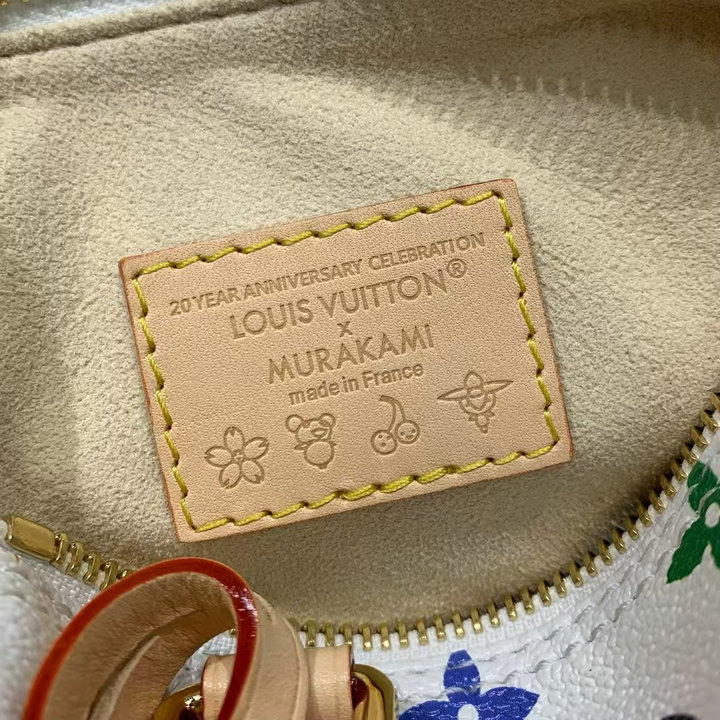 20 YEAR ANNIVERSARY CELEBRATION
LOUIS VUITTON®
x
MURAKAMI
made in France